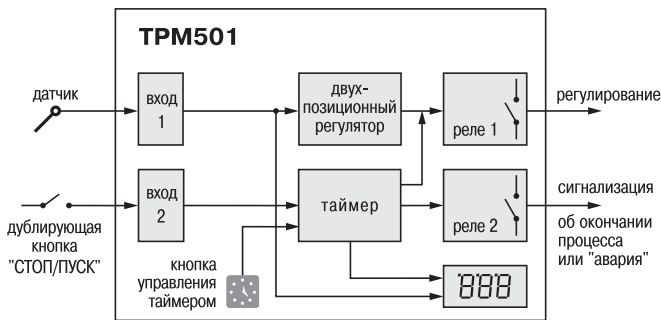 ТРМ501
датчик
вход
1
двух-
позиционный
регулятор
реле 1
регулирование
дублирующая
кнопка
"СТОП/ПУСК"
вход
2
таймер
реле 2
сигнализация
об окончании
процесса
или "авария"
кнопка
управления
таймером
888